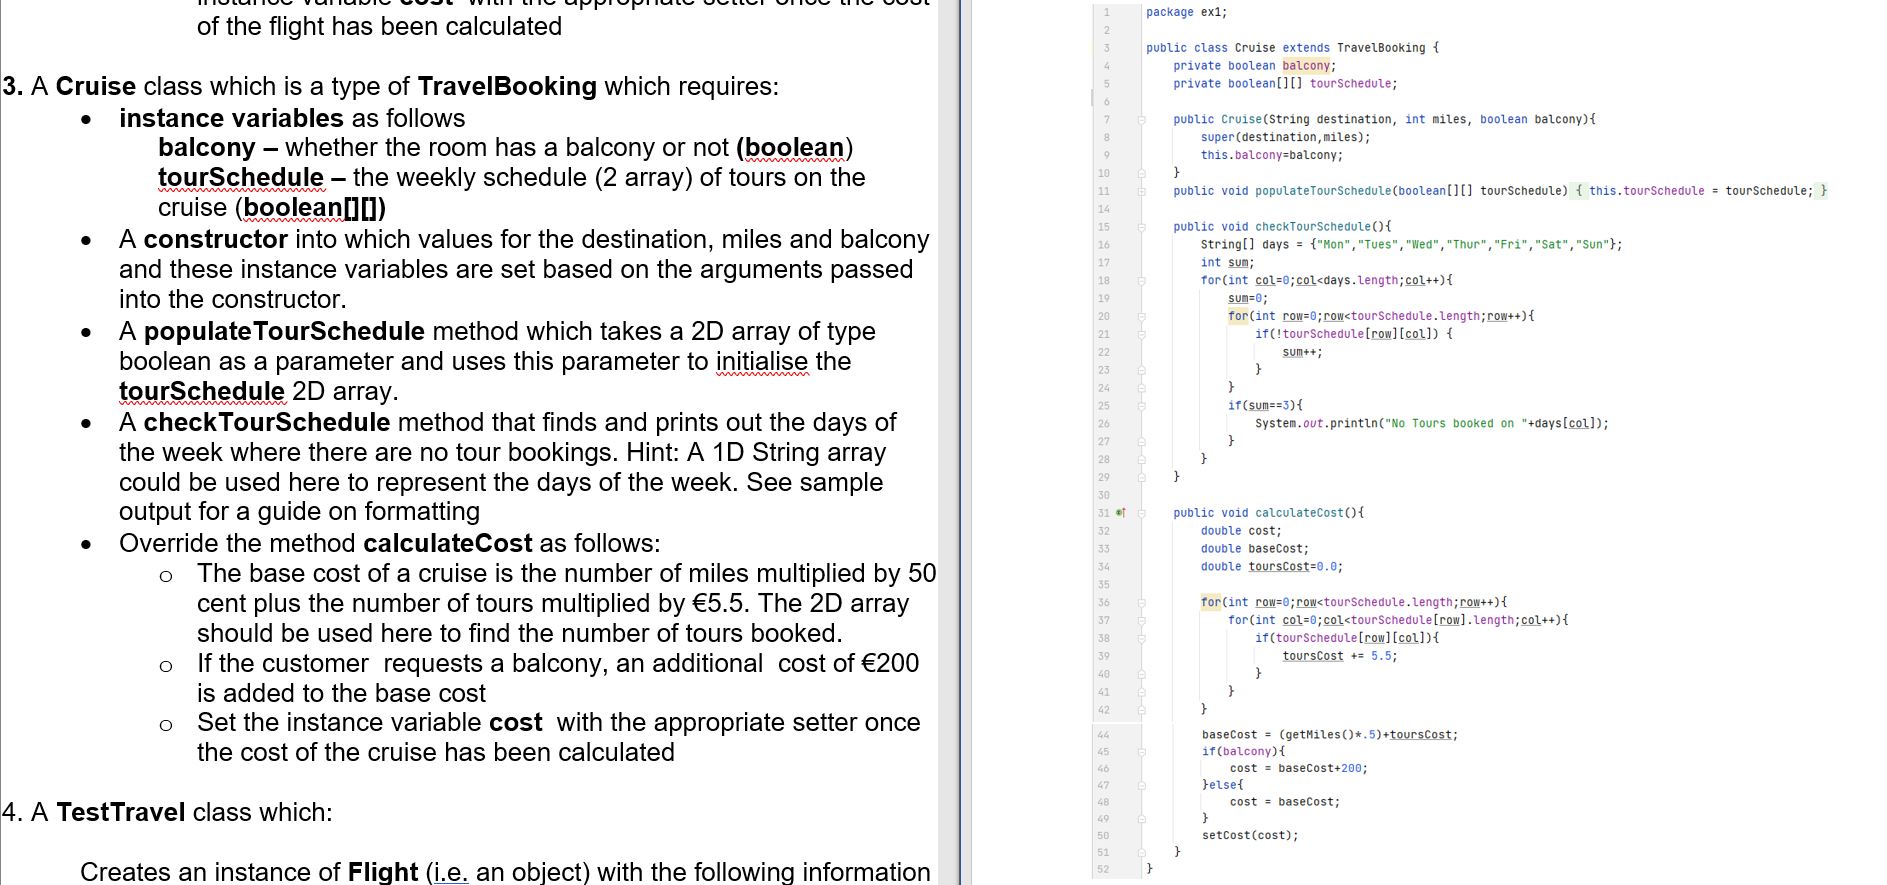 instance variable cost with the appropriate setter once the cost
of the flight has been calculated
3. A Cruise class which is a type of TravelBooking which requires:
• instance variables as follows
balcony – whether the room has a balcony or not (boolean)
tourSchedule – the weekly schedule (2 array) of tours on the
cruise (boolean[][])
• A constructor into which values for the destination, miles and balcony
and these instance variables are set based on the arguments passed
into the constructor.
• A populateTourSchedule method which takes a 2D array of type
boolean as a parameter and uses this parameter to initialise the
tourSchedule 2D array.
• A checkTourSchedule method that finds and prints out the days of
the week where there are no tour bookings. Hint: A 1D String array
could be used here to represent the days of the week. See sample
output for a guide on formatting
• Override the method calculateCost as follows:
o The base cost of a cruise is the number of miles multiplied by 50
cent plus the number of tours multiplied by €5.5. The 2D array
should be used here to find the number of tours booked.
o If the customer requests a balcony, an additional cost of €200
is added to the base cost
o Set the instance variable cost with the appropriate setter once
the cost of the cruise has been calculated
4. A TestTravel class which:
Creates an instance of Flight (i.e. an object) with the following information
1 package ex1;
2
3 public class Cruise extends TravelBooking {
4 private boolean balcony;
5 private boolean[][] tourSchedule;
6
7 public Cruise(String destination, int miles, boolean balcony){
8 super(destination,miles);
9 this.balcony=balcony;
10 }
11 public void populateTourSchedule(boolean[][] tourSchedule) { this.tourSchedule = tourSchedule; }
14
15 public void checkTourSchedule(){
16 String[] days = {"Mon","Tues","Wed","Thur","Fri","Sat","Sun"};
17 int sum;
18 for(int col=0;col<days.length;col++){
19 sum=0;
20 for(int row=0;row<tourSchedule.length;row++){
21 if(!tourSchedule[row][col]) {
22 sum++;
23 }
24 }
25 if(sum==3){
26 System.out.println("No Tours booked on "+days[col]);
27 }
28 }
29 }
30
31 public void calculateCost(){
32 double cost;
33 double baseCost;
34 double toursCost=0.0;
35
36 for(int row=0;row<tourSchedule.length;row++){
37 for(int col=0;col<tourSchedule[row].length;col++){
38 if(tourSchedule[row][col]){
39 toursCost += 5.5;
40 }
41 }
42 }
44 baseCost = (getMiles()*.5)+toursCost;
45 if(balcony){
46 cost = baseCost+200;
47 }else{
48 cost = baseCost;
49 }
50 setCost(cost);
51 }
52 }